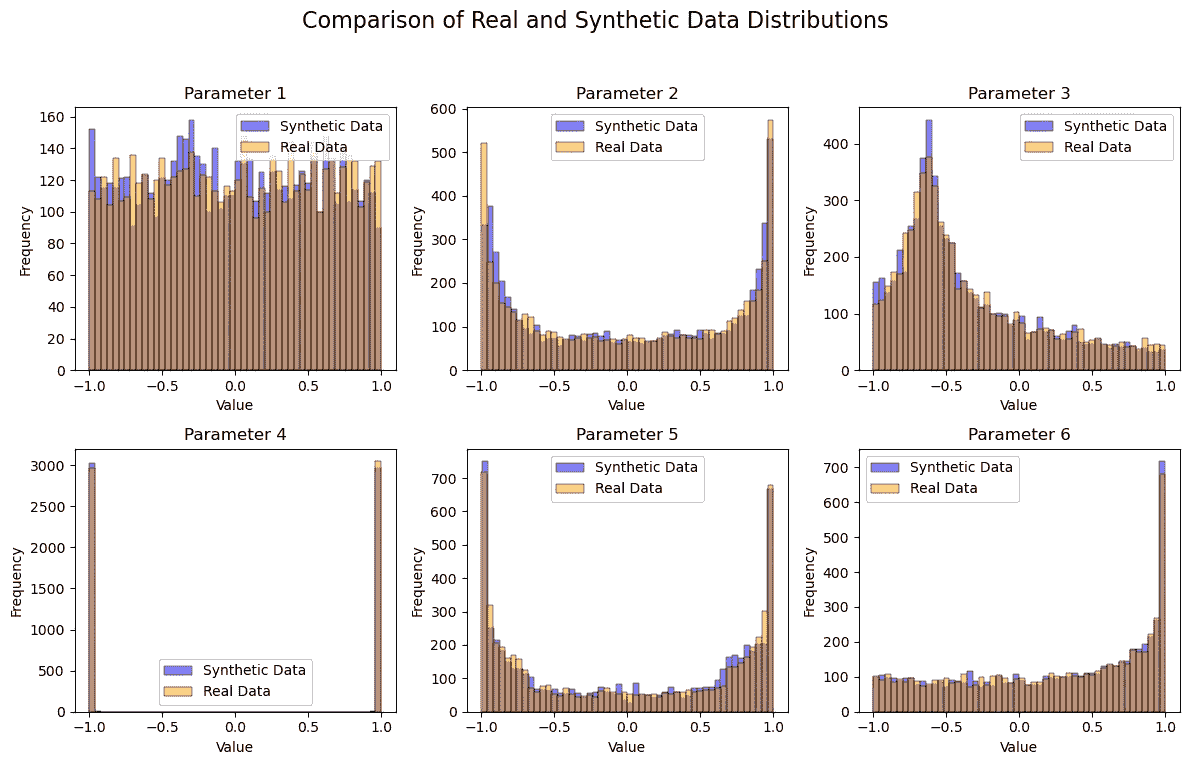 Comparison of Real and Synthetic Data Distributions
Parameter 1
Frequency
160
140
120
100
80
60
40
20
0
Synthetic Data
Real Data
−1.0 −0.5 0.0 0.5 1.0
Value
Parameter 2
Frequency
600
500
400
300
200
100
0
Synthetic Data
Real Data
−1.0 −0.5 0.0 0.5 1.0
Value
Parameter 3
Frequency
400
300
200
100
0
Synthetic Data
Real Data
−1.0 −0.5 0.0 0.5 1.0
Value
Parameter 4
Frequency
3000
2500
2000
1500
1000
500
0
Synthetic Data
Real Data
−1.0 −0.5 0.0 0.5 1.0
Value
Parameter 5
Frequency
700
600
500
400
300
200
100
0
Synthetic Data
Real Data
−1.0 −0.5 0.0 0.5 1.0
Value
Parameter 6
Frequency
700
600
500
400
300
200
100
0
Synthetic Data
Real Data
−1.0 −0.5 0.0 0.5 1.0
Value